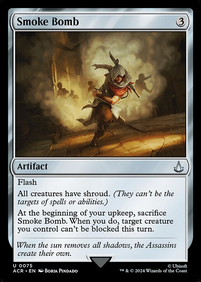 Smoke Bomb 3
Artifact
Flash
All creatures have shroud. (They can't be
the targets of spells or abilities.)
At the beginning of your upkeep, sacrifice
Smoke Bomb. When you do, target creature
you control can't be blocked this turn.
When the sun removes all shadows, the Assassins
create their own.
U 0075
ACR • EN Borja Pindado
© Ubisoft
™ & © 2024 Wizards of the Coast